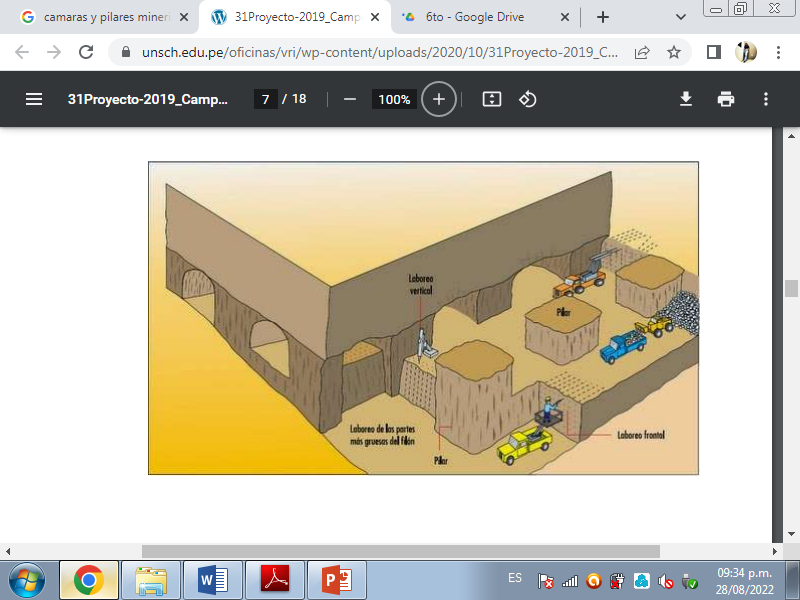 camaras y pilares mineri
31Proyecto-2019_Camp
6to - Google Drive
unsch.edu.pe/oficinas/vri/wp-content/uploads/2020/10/31Proyecto-2019_C...
31Proyecto-2019_Camp...
7 / 18
100%
Laboreo
vertical
Pilar
Laboreo de las partes
más gruesas del filón
Pilar
Laboreo frontal
ES
09:34 p.m.
28/08/2022